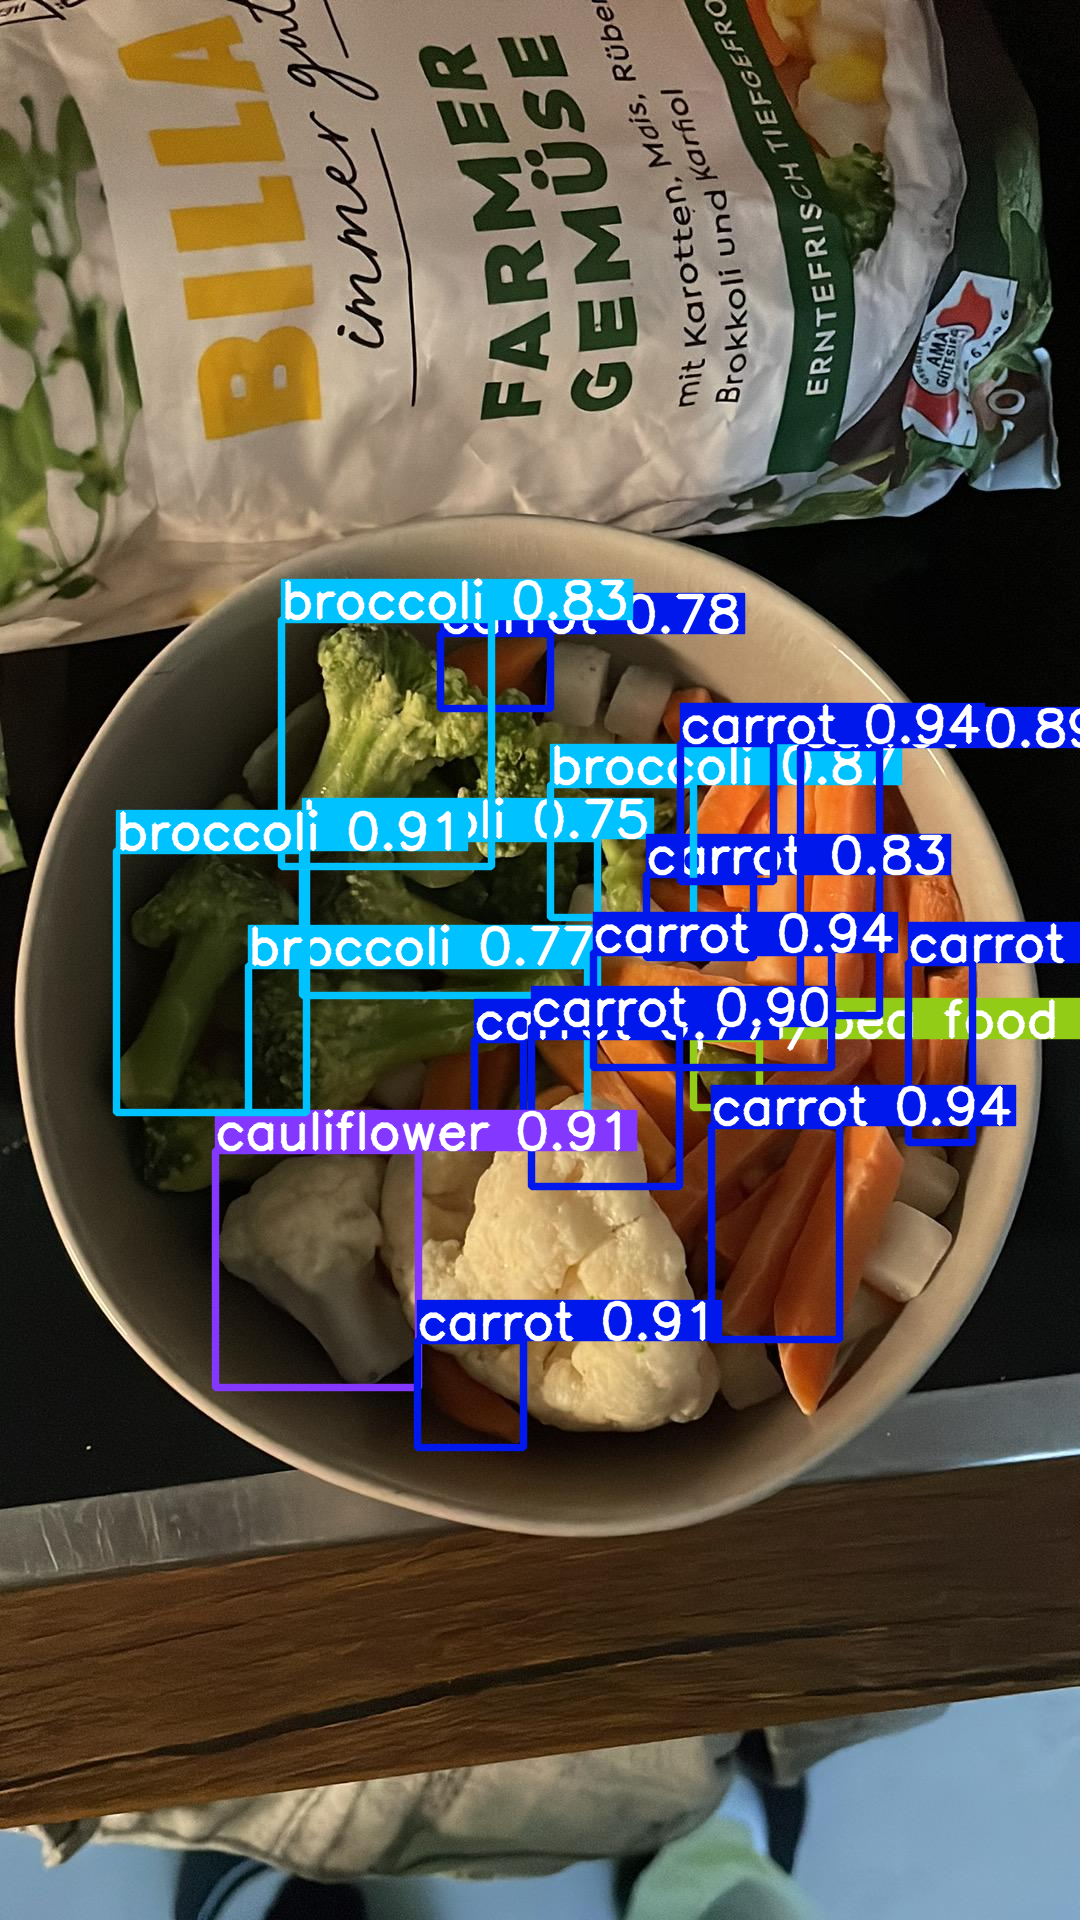 BILLA
immer gut
FARMER
GEMÜSE
mit Karotten, Mais, Rüben
Brokkoli und Karfiol
ERNTEFRISCH TIEFGEFRO
AMA
GÜTESIEGEL
broccoli 0.83
carrot 0.78
carrot 0.94
0.89
broccoli 0.87
broccoli 0.91
oli 0.75
carrot 0.83
broccoli 0.77
carrot 0.94
carrot
carrot 0.90
food
carrot 0.94
cauliflower 0.91
carrot 0.91